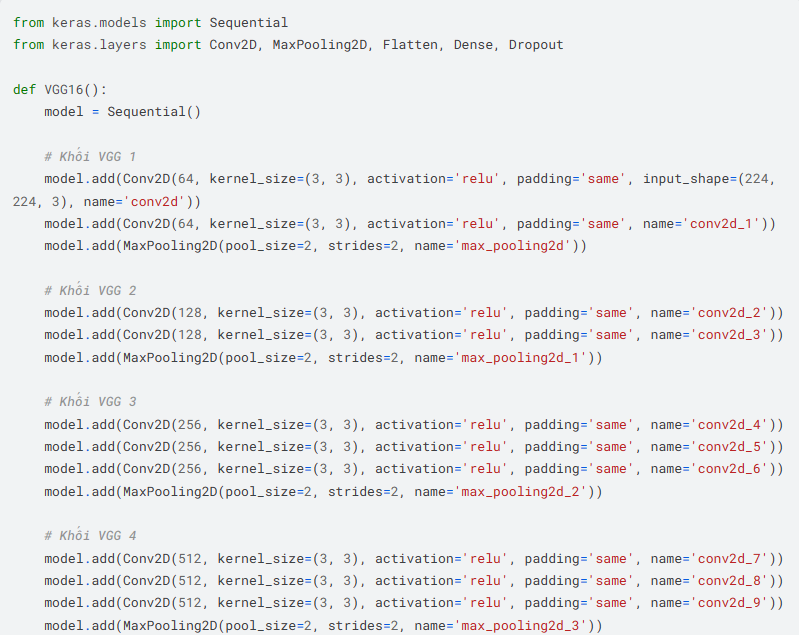 from keras.models import Sequential
from keras.layers import Conv2D, MaxPooling2D, Flatten, Dense, Dropout
def VGG16():
model = Sequential()
# Khối VGG 1
model.add(Conv2D(64, kernel_size=(3, 3), activation='relu', padding='same', input_shape=(224,
224, 3), name='conv2d'))
model.add(Conv2D(64, kernel_size=(3, 3), activation='relu', padding='same', name='conv2d_1'))
model.add(MaxPooling2D(pool_size=2, strides=2, name='max_pooling2d'))
# Khối VGG 2
model.add(Conv2D(128, kernel_size=(3, 3), activation='relu', padding='same', name='conv2d_2'))
model.add(Conv2D(128, kernel_size=(3, 3), activation='relu', padding='same', name='conv2d_3'))
model.add(MaxPooling2D(pool_size=2, strides=2, name='max_pooling2d_1'))
# Khối VGG 3
model.add(Conv2D(256, kernel_size=(3, 3), activation='relu', padding='same', name='conv2d_4'))
model.add(Conv2D(256, kernel_size=(3, 3), activation='relu', padding='same', name='conv2d_5'))
model.add(Conv2D(256, kernel_size=(3, 3), activation='relu', padding='same', name='conv2d_6'))
model.add(MaxPooling2D(pool_size=2, strides=2, name='max_pooling2d_2'))
# Khối VGG 4
model.add(Conv2D(512, kernel_size=(3, 3), activation='relu', padding='same', name='conv2d_7'))
model.add(Conv2D(512, kernel_size=(3, 3), activation='relu', padding='same', name='conv2d_8'))
model.add(Conv2D(512, kernel_size=(3, 3), activation='relu', padding='same', name='conv2d_9'))
model.add(MaxPooling2D(pool_size=2, strides=2, name='max_pooling2d_3'))